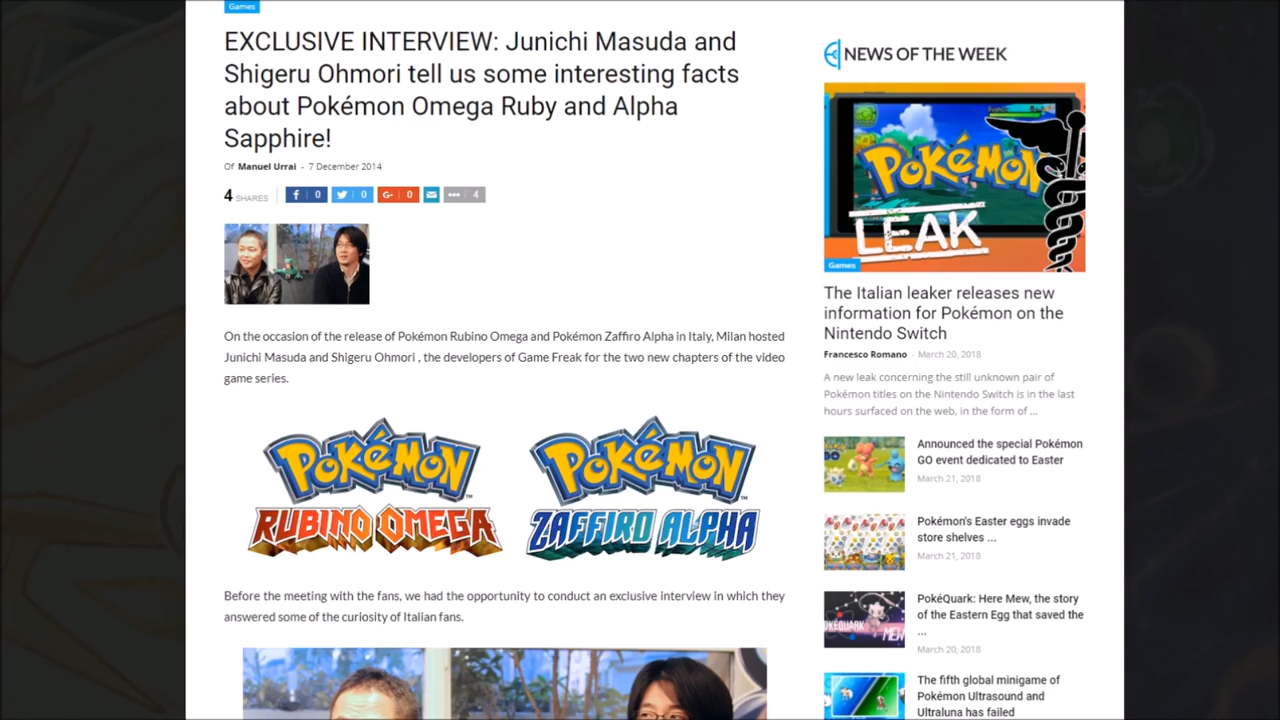 Games
EXCLUSIVE INTERVIEW: Junichi Masuda and
Shigeru Ohmori tell us some interesting facts
about Pokémon Omega Ruby and Alpha
Sapphire!
Of Manuel Urrai - 7 December 2014
4 SHARES
f 0
0
G+ 0
4
On the occasion of the release of Pokémon Rubino Omega and Pokémon Zaffiro Alpha in Italy, Milan hosted
Junichi Masuda and Shigeru Ohmori , the developers of Game Freak for the two new chapters of the video
game series.
POKéMON
RUBINO OMEGA
POKéMON
ZAFFIRO ALPHA
Before the meeting with the fans, we had the opportunity to conduct an exclusive interview in which they
answered some of the curiosity of Italian fans.
NEWS OF THE WEEK
POKéMON
LEAK
Games
The Italian leaker releases new
information for Pokémon on the
Nintendo Switch
Francesco Romano - March 20, 2018
A new leak concerning the still unknown pair of
Pokémon titles on the Nintendo Switch is in the last
hours surfaced on the web, in the form of ...
GO
Announced the special Pokémon
GO event dedicated to Easter
March 21, 2018
Pokémon's Easter eggs invade
store shelves ...
March 21, 2018
POKÉQUARK
MEW
PokéQuark: Here Mew, the story
of the Eastern Egg that saved the
...
March 20, 2018
The fifth global minigame of
Pokémon Ultrasound and
Ultraluna has failed